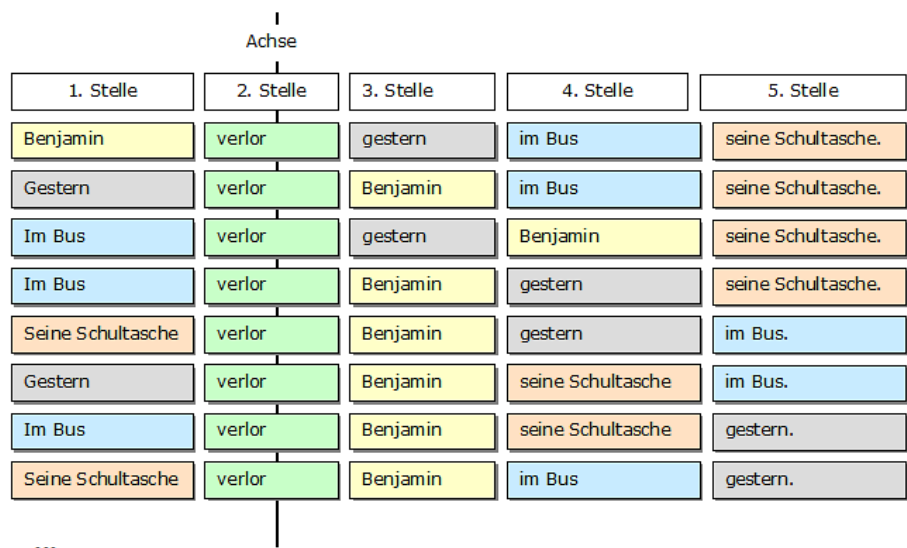 Achse
1. Stelle 2. Stelle 3. Stelle 4. Stelle 5. Stelle
Benjamin verlor gestern im Bus seine Schultasche.
Gestern verlor Benjamin im Bus seine Schultasche.
Im Bus verlor gestern Benjamin seine Schultasche.
Im Bus verlor Benjamin gestern seine Schultasche.
Seine Schultasche verlor Benjamin gestern im Bus.
Gestern verlor Benjamin seine Schultasche im Bus.
Im Bus verlor Benjamin seine Schultasche gestern.
Seine Schultasche verlor Benjamin im Bus gestern.
...